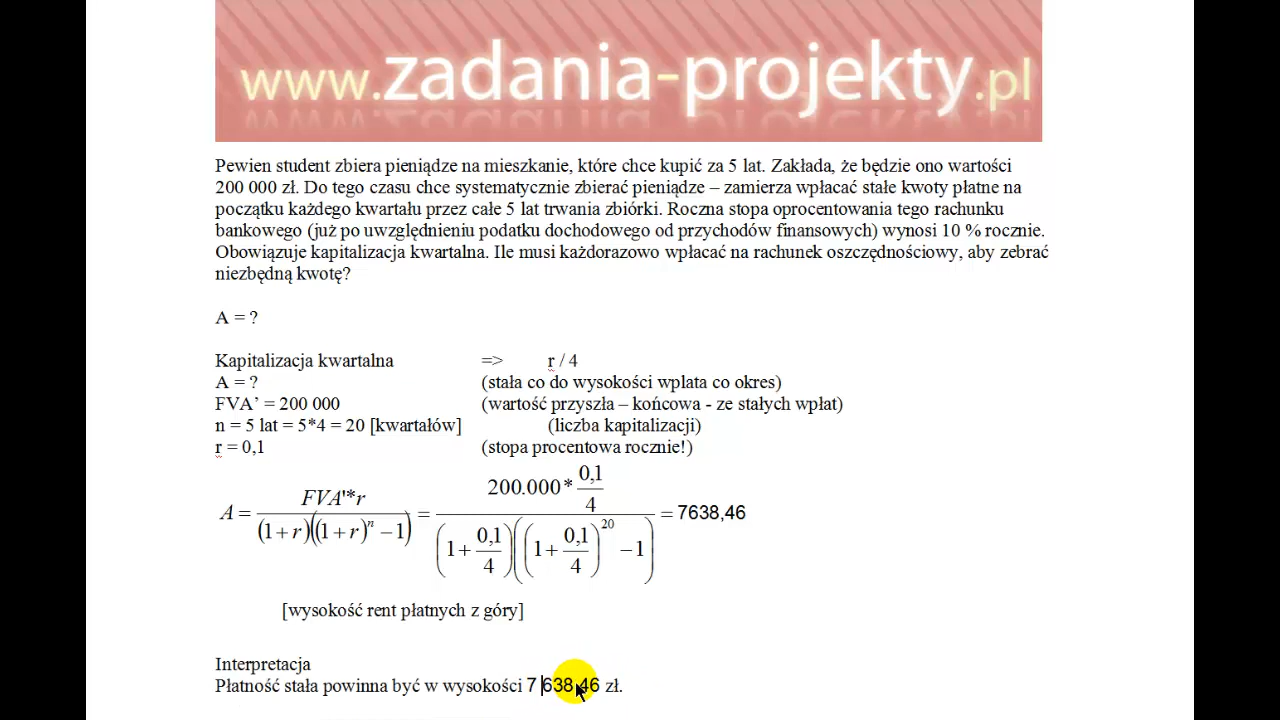 www.zadania-projekty.pl
Pewien student zbiera pieniądze na mieszkanie, które chce kupić za 5 lat. Zakłada, że będzie ono wartości
200 000 zł. Do tego czasu chce systematycznie zbierać pieniądze – zamierza wpłacać stałe kwoty płatne na
początku każdego kwartału przez całe 5 lat trwania zbiórki. Roczna stopa oprocentowania tego rachunku
bankowego (już po uwzględnieniu podatku dochodowego od przychodów finansowych) wynosi 10 % rocznie.
Obowiązuje kapitalizacja kwartalna. Ile musi każdorazowo wpłacać na rachunek oszczędnościowy, aby zebrać
niezbędną kwotę?
A = ?
Kapitalizacja kwartalna => r / 4
A = ? (stała co do wysokości wplata co okres)
FVA’ = 200 000 (wartość przyszła – końcowa - ze stałych wpłat)
n = 5 lat = 5*4 = 20 [kwartałów] (liczba kapitalizacji)
r = 0,1 (stopa procentowa rocznie!)
A = FVA'*r / (1+r)((1+r)^n −1) = 200.000 * 0,1/4 / (1+ 0,1/4)((1+ 0,1/4)^20 −1) = 7638,46
[wysokość rent płatnych z góry]
Interpretacja
Płatność stała powinna być w wysokości 7 638,46 zł.